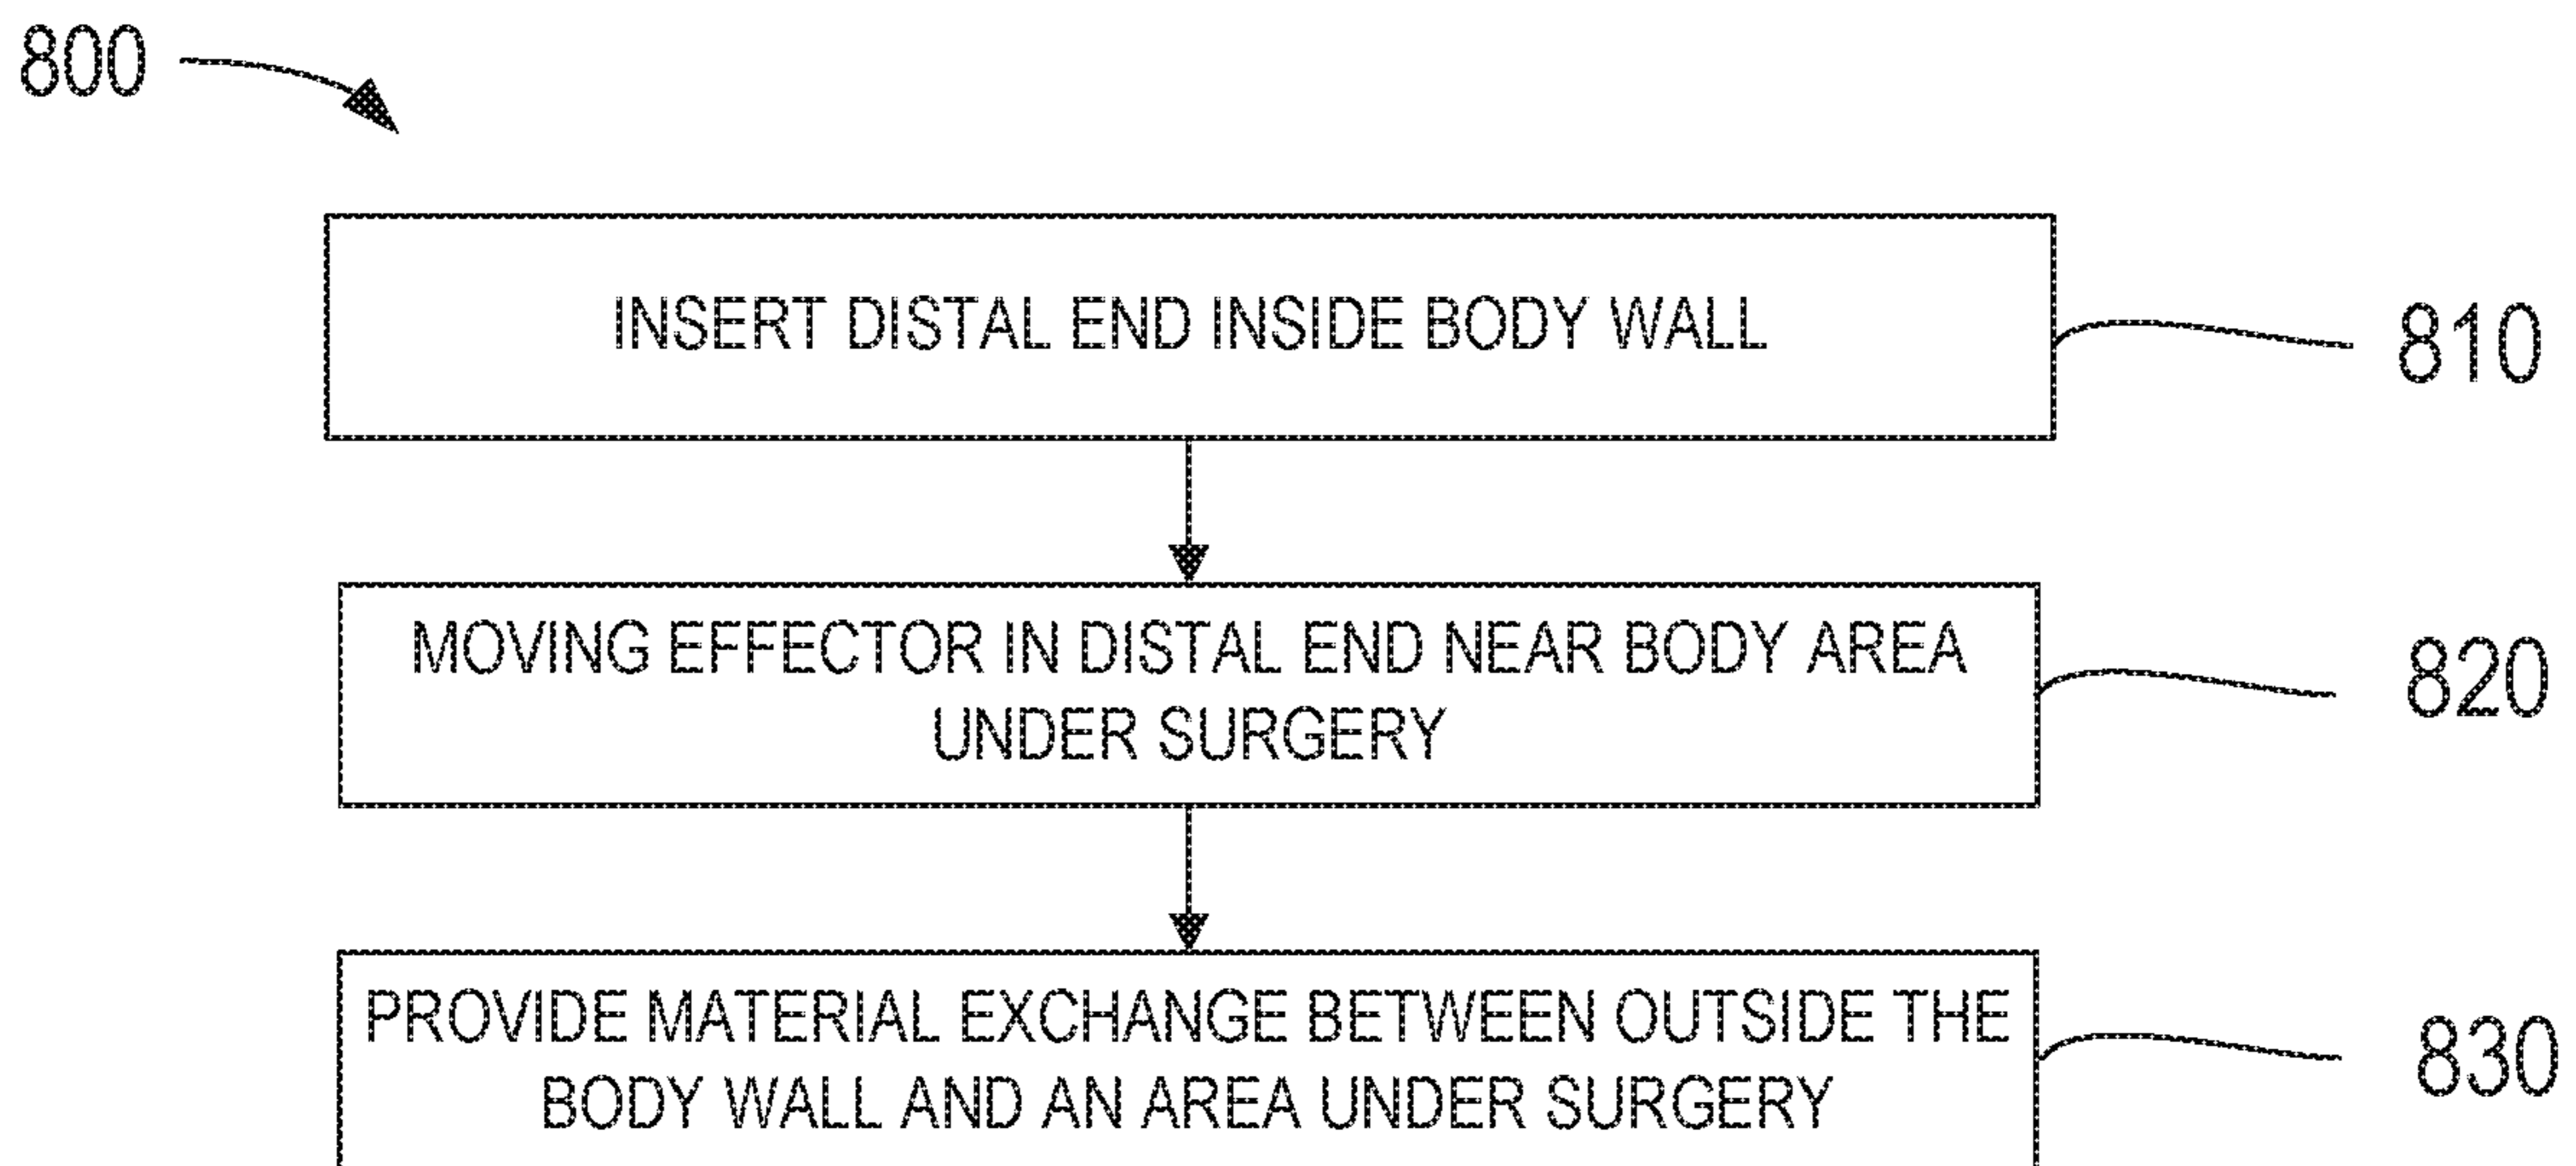 800
INSERT DISTAL END INSIDE BODY WALL
810
MOVING EFFECTOR IN DISTAL END NEAR BODY AREA
UNDER SURGERY
820
PROVIDE MATERIAL EXCHANGE BETWEEN OUTSIDE THE
BODY WALL AND AN AREA UNDER SURGERY
830